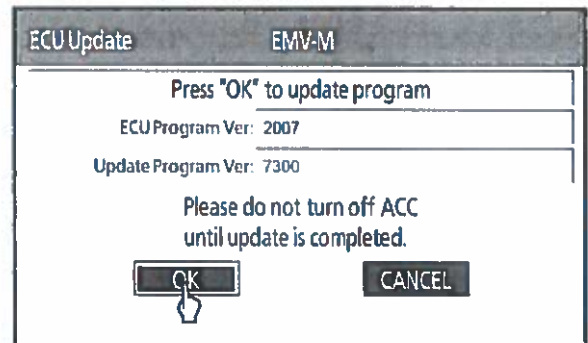 ECU Update EMV-M
Press "OK" to update program
ECU Program Ver: 2007
Update Program Ver: 7300
Please do not turn off ACC
until update is completed.
OK CANCEL